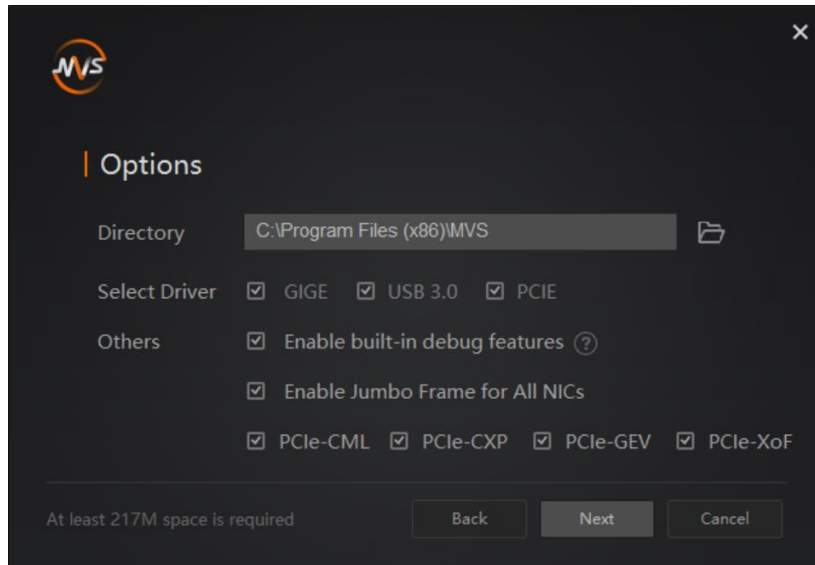 MVS
Options
Directory C:\Program Files (x86)\MVS
Select Driver GIGE USB 3.0 PCIE
Others Enable built-in debug features ?
Enable Jumbo Frame for All NICs
PCIe-CML PCIe-CXP PCIe-GEV PCIe-XoF
At least 217M space is required Back Next Cancel